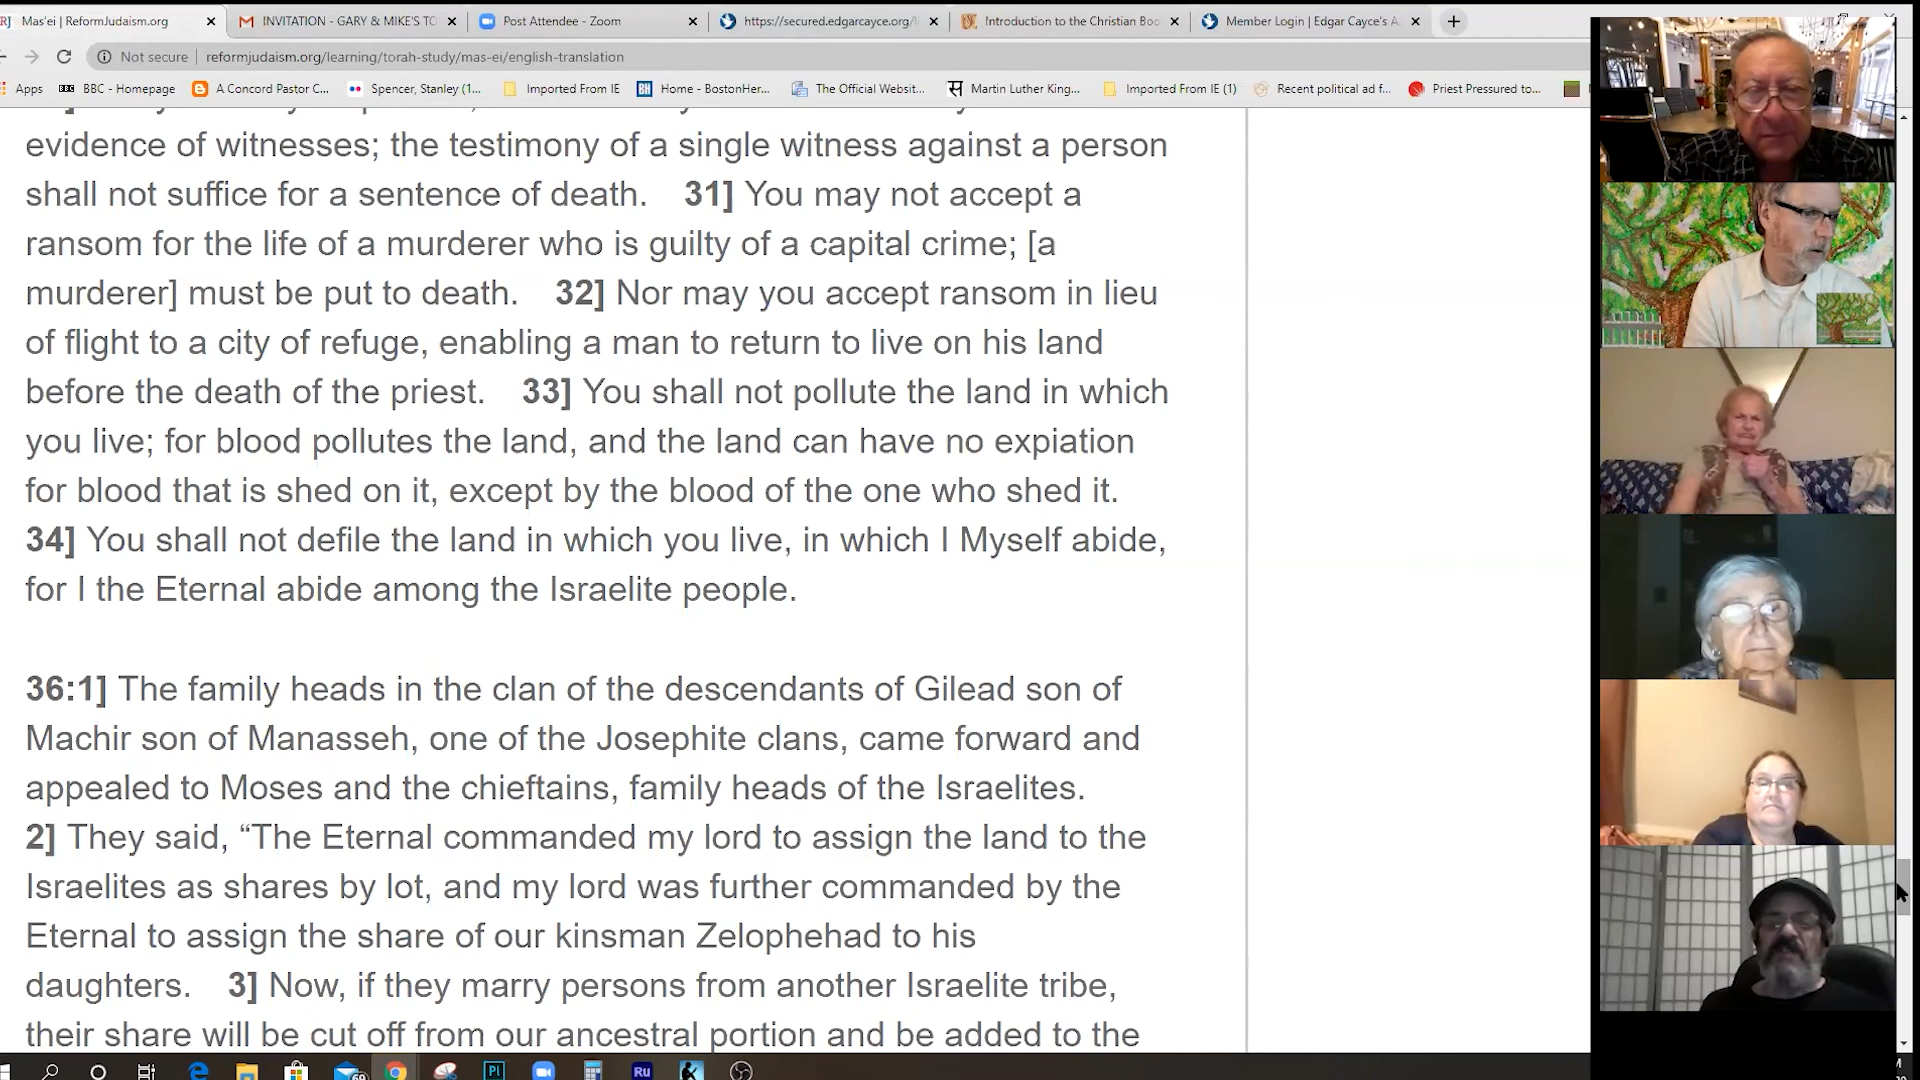 Mas'ei | ReformJudaism.org
INVITATION - GARY & MIKE'S TO
Post Attendee - Zoom
https://secured.edgarcayce.org/
Introduction to the Christian Boo
Member Login | Edgar Cayce's A
Not secure
reformjudaism.org/learning/torah-study/mas-ei/english-translation
Apps
BBC - Homepage
A Concord Pastor C...
Spencer, Stanley (1...
Imported From IE
Home - BostonHer...
The Official Websit...
Martin Luther King...
Imported From IE (1)
Recent political ad f...
Priest Pressured to...
evidence of witnesses; the testimony of a single witness against a person
shall not suffice for a sentence of death. 31] You may not accept a
ransom for the life of a murderer who is guilty of a capital crime; [a
murderer] must be put to death. 32] Nor may you accept ransom in lieu
of flight to a city of refuge, enabling a man to return to live on his land
before the death of the priest. 33] You shall not pollute the land in which
you live; for blood pollutes the land, and the land can have no expiation
for blood that is shed on it, except by the blood of the one who shed it.
34] You shall not defile the land in which you live, in which I Myself abide,
for I the Eternal abide among the Israelite people.
36:1] The family heads in the clan of the descendants of Gilead son of
Machir son of Manasseh, one of the Josephite clans, came forward and
appealed to Moses and the chieftains, family heads of the Israelites.
2] They said, “The Eternal commanded my lord to assign the land to the
Israelites as shares by lot, and my lord was further commanded by the
Eternal to assign the share of our kinsman Zelophehad to his
daughters. 3] Now, if they marry persons from another Israelite tribe,
their share will be cut off from our ancestral portion and be added to the
Pl
Ru